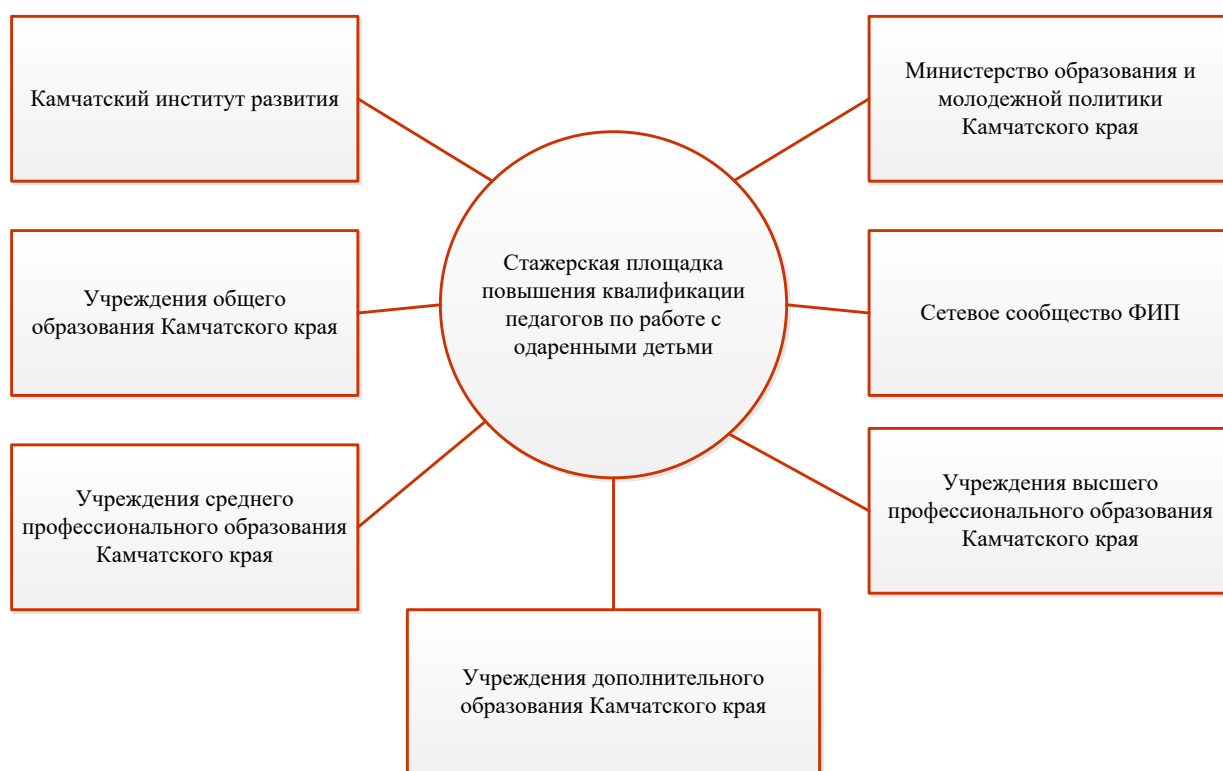 Камчатский институт развития
Министерство образования и
молодежной политики
Камчатского края
Стажерская площадка
повышения квалификации
педагогов по работе с
одаренными детьми
Учреждения общего
образования Камчатского края
Сетевое сообщество ФИП
Учреждения среднего
профессионального образования
Камчатского края
Учреждения высшего
профессионального образования
Камчатского края
Учреждения дополнительного
образования Камчатского края